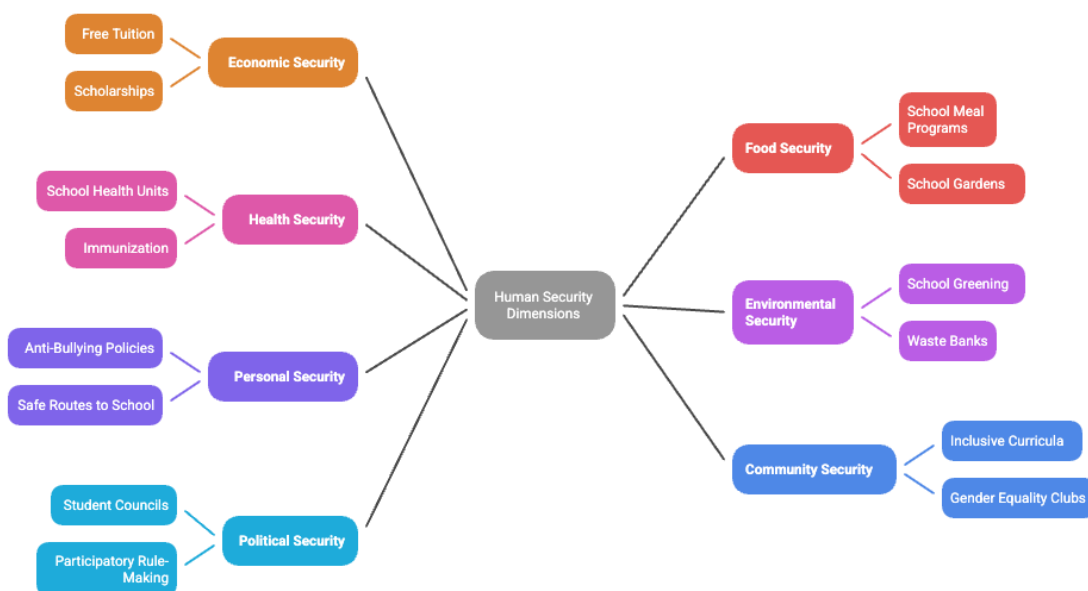 Free Tuition
Economic Security
Scholarships
School Health Units
Health Security
Immunization
Anti-Bullying Policies
Personal Security
Safe Routes to School
Student Councils
Political Security
Participatory Rule-
Making
Human Security
Dimensions
School Meal
Programs
Food Security
School Gardens
School Greening
Environmental
Security
Waste Banks
Inclusive Curricula
Community Security
Gender Equality Clubs